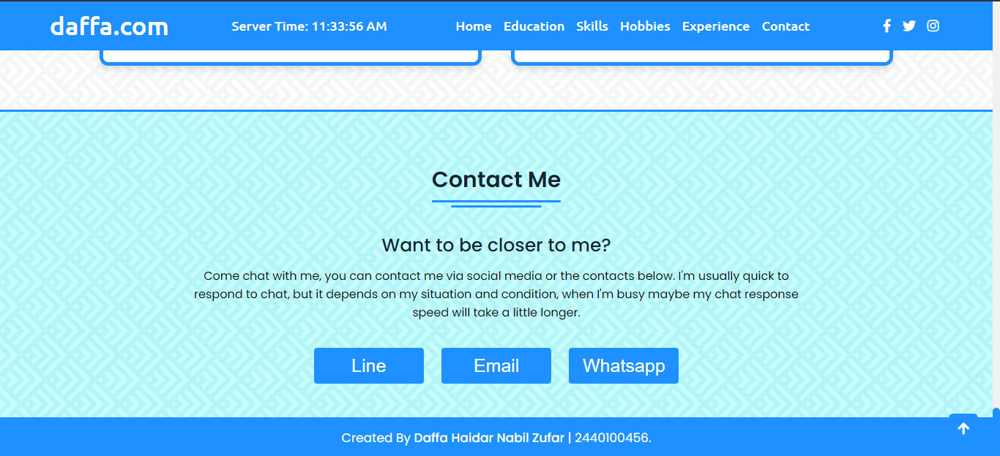 daffa.com
Server Time: 11:33:56 AM
Home Education Skills Hobbies Experience Contact
Contact Me
Want to be closer to me?
Come chat with me, you can contact me via social media or the contacts below. I'm usually quick to
respond to chat, but it depends on my situation and condition, when I'm busy maybe my chat response
speed will take a little longer.
Line Email Whatsapp
Created By Daffa Haidar Nabil Zufar | 2440100456.